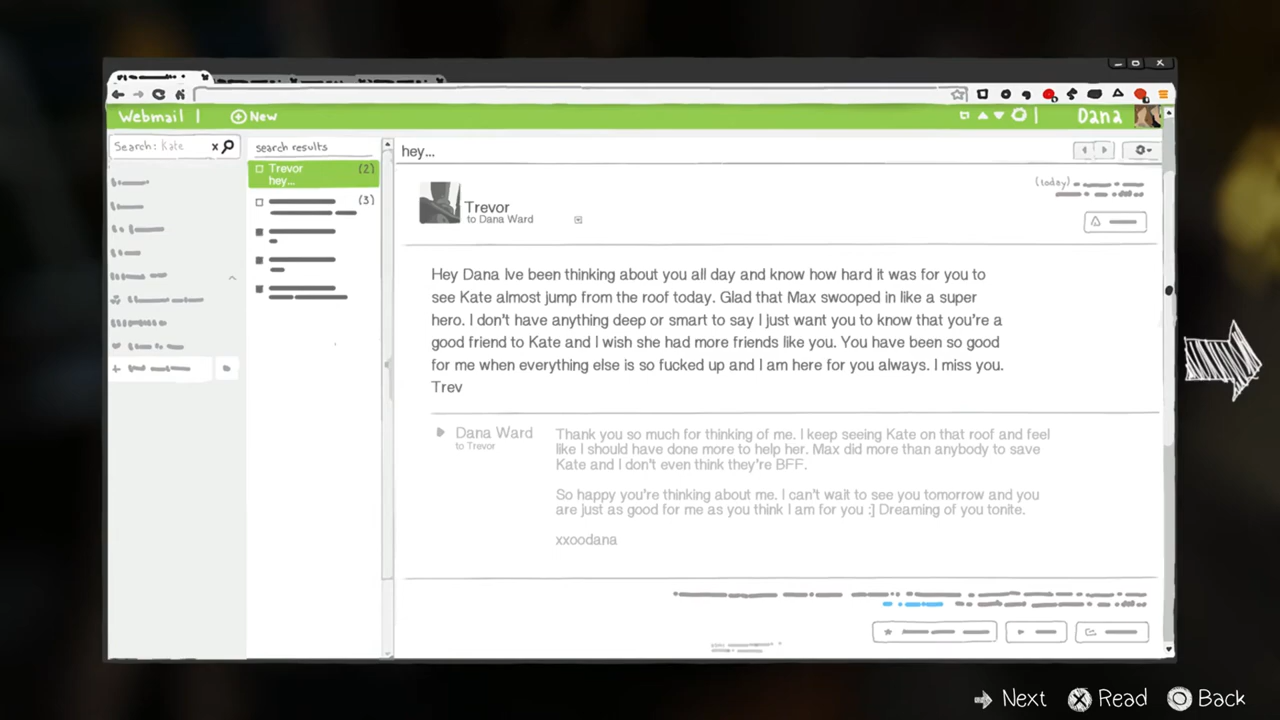 Webmail |
New
Dana
Search: Kate
x
search results
hey...
Trevor
(2)
hey...
(3)
(today)
Trevor
to Dana Ward
Hey Dana Ive been thinking about you all day and know how hard it was for you to
see Kate almost jump from the roof today. Glad that Max swooped in like a super
hero. I don't have anything deep or smart to say I just want you to know that you're a
good friend to Kate and I wish she had more friends like you. You have been so good
for me when everything else is so fucked up and I am here for you always. I miss you.
Trev
Dana Ward
to Trevor
Thank you so much for thinking of me. I keep seeing Kate on that roof and feel
like I should have done more to help her. Max did more than anybody to save
Kate and I don't even think they're BFF.
So happy you're thinking about me. I can't wait to see you tomorrow and you
are just as good for me as you think I am for you :] Dreaming of you tonite.
xxoodana
Next
Read
Back